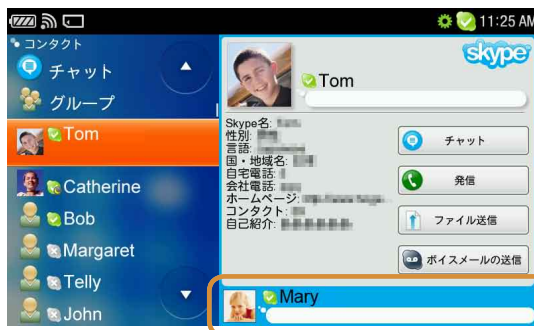 11:25 AM
コンタクト
チャット
グループ
Tom
Catherine
Bob
Margaret
Telly
John
skype
Tom
Skype名:
性別:
言語:
国・地域名:
自宅電話:
会社電話:
ホームページ:
コンタクト:
自己紹介:
チャット
発信
ファイル送信
ボイスメールの送信
Mary